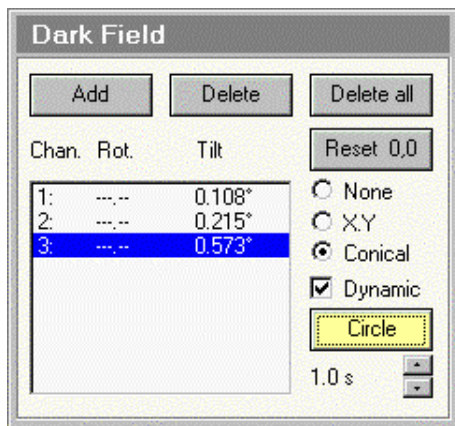 Dark Field
Add Delete Delete all
Chan. Rot. Tilt Reset 0,0
1: ---.-- 0.108°
2: ---.-- 0.215°
3: ---.-- 0.573°
None
X.Y
Conical
Dynamic
Circle
1.0 s